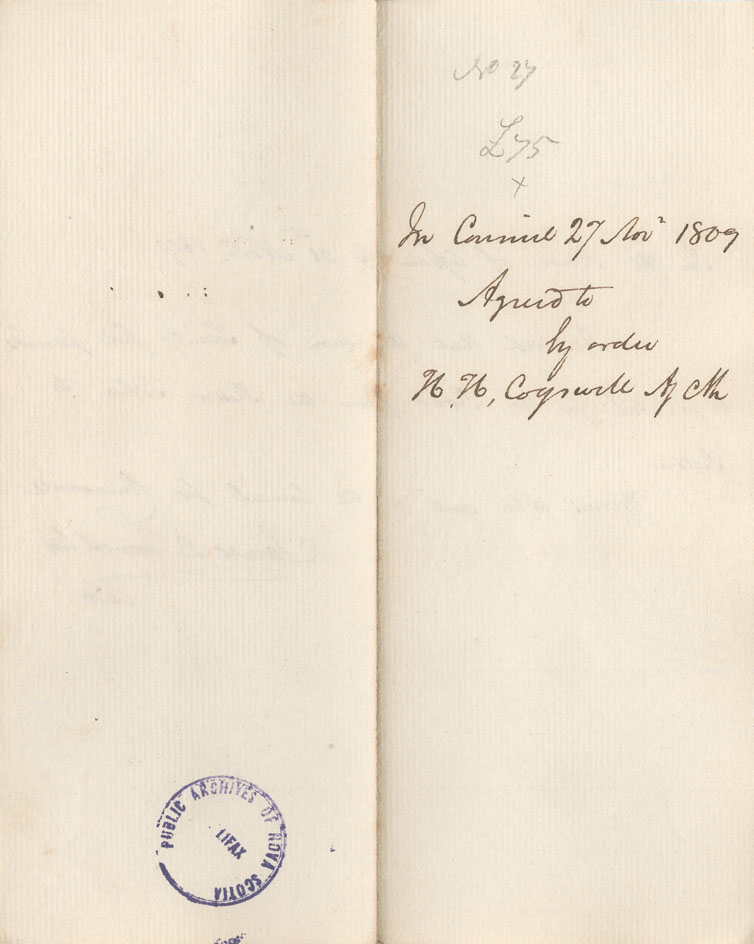 No 27
£75
x
In Council 27 Novr 1809
Agreed to
by order
H. H, Cogswell Dy Clk
PUBLIC ARCHIVES OF NOVA SCOTIA
LIFAX